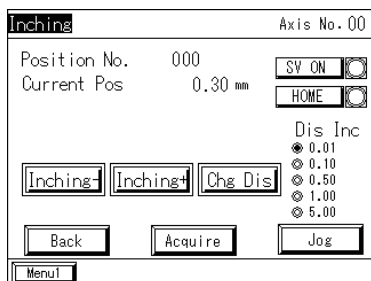 Inching Axis No.00
Position No. 000
SV ON
Current Pos 0.30 mm
HOME
Dis Inc
0.01
0.10
Inching- Inching+ Chg Dis 0.50
1.00
5.00
Back Acquire Jog
Menu1